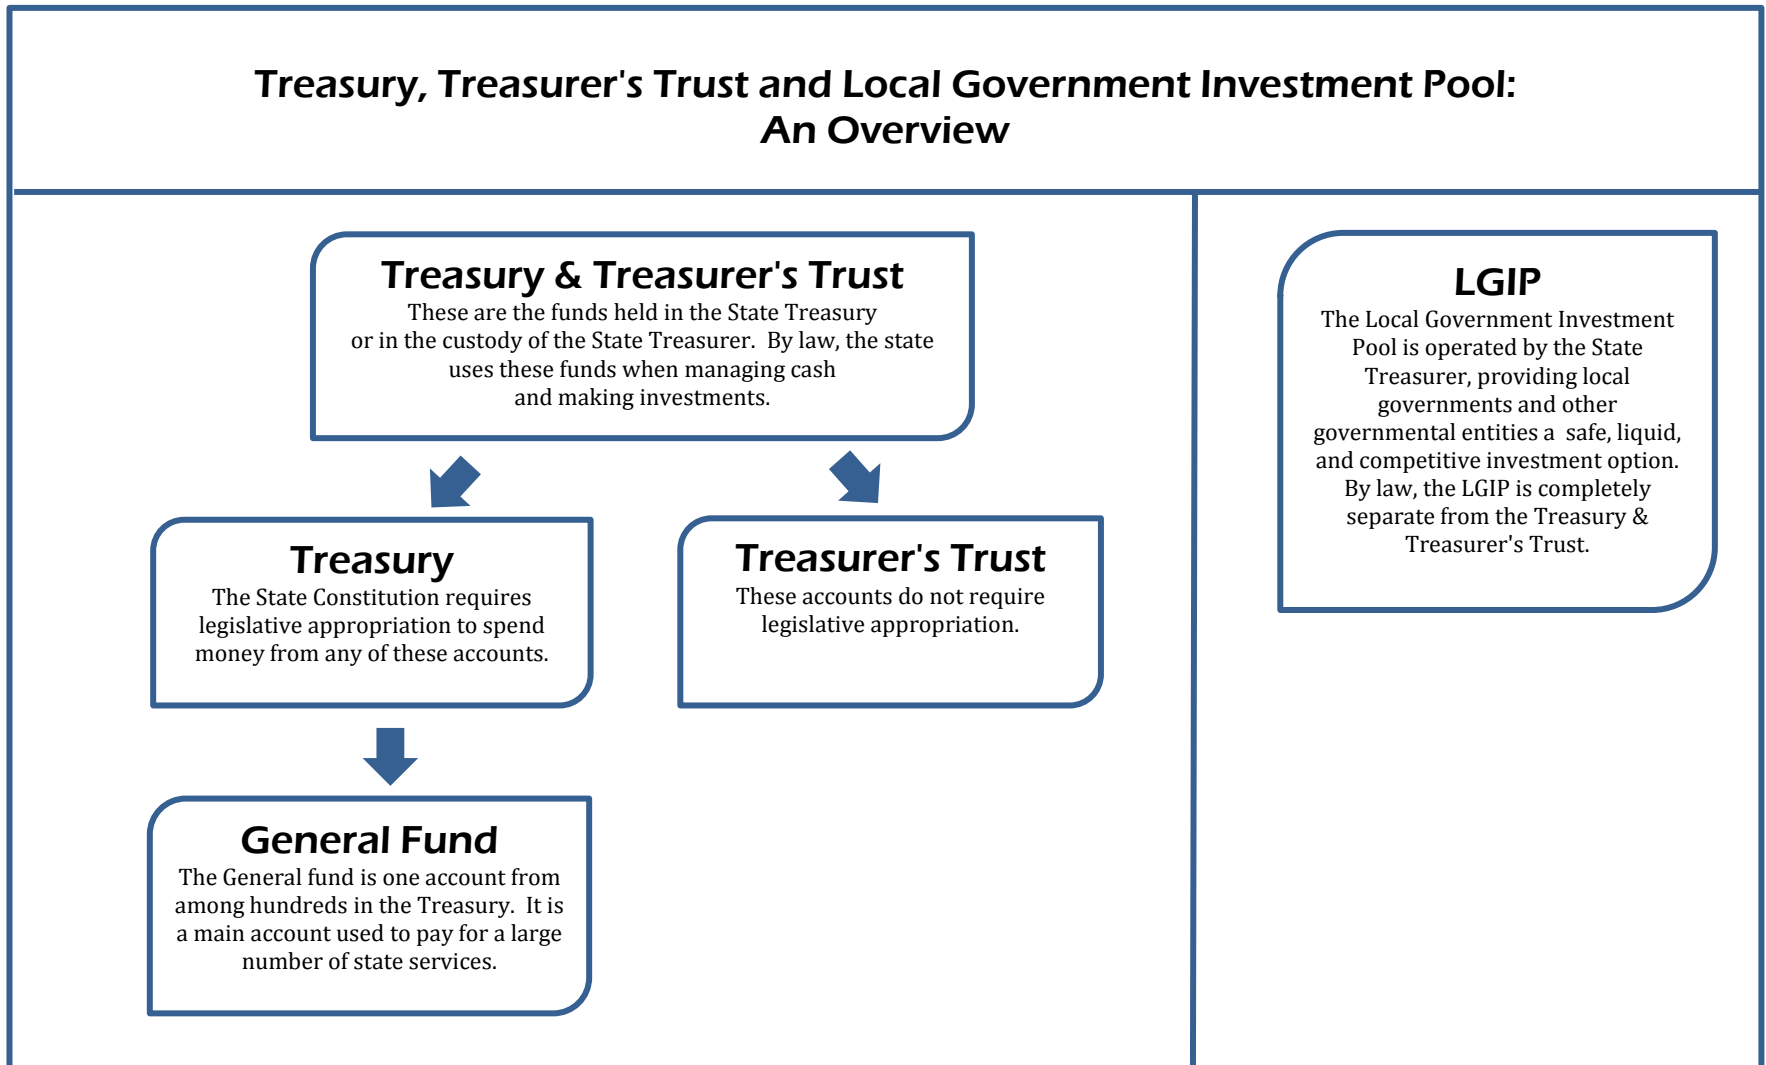 Treasury, Treasurer's Trust and Local Government Investment Pool:
An Overview
Treasury & Treasurer's Trust
These are the funds held in the State Treasury
or in the custody of the State Treasurer.  By law, the state
uses these funds when managing cash
and making investments.
Treasury
The State Constitution requires
legislative appropriation to spend
money from any of these accounts.
Treasurer's Trust
These accounts do not require
legislative appropriation.
General Fund
The General fund is one account from
among hundreds in the Treasury.  It is
a main account used to pay for a large
number of state services.
LGIP
The Local Government Investment
Pool is operated by the State
Treasurer, providing local
governments and other
governmental entities a  safe, liquid,
and competitive investment option.
By law, the LGIP is completely
separate from the Treasury &
Treasurer's Trust.